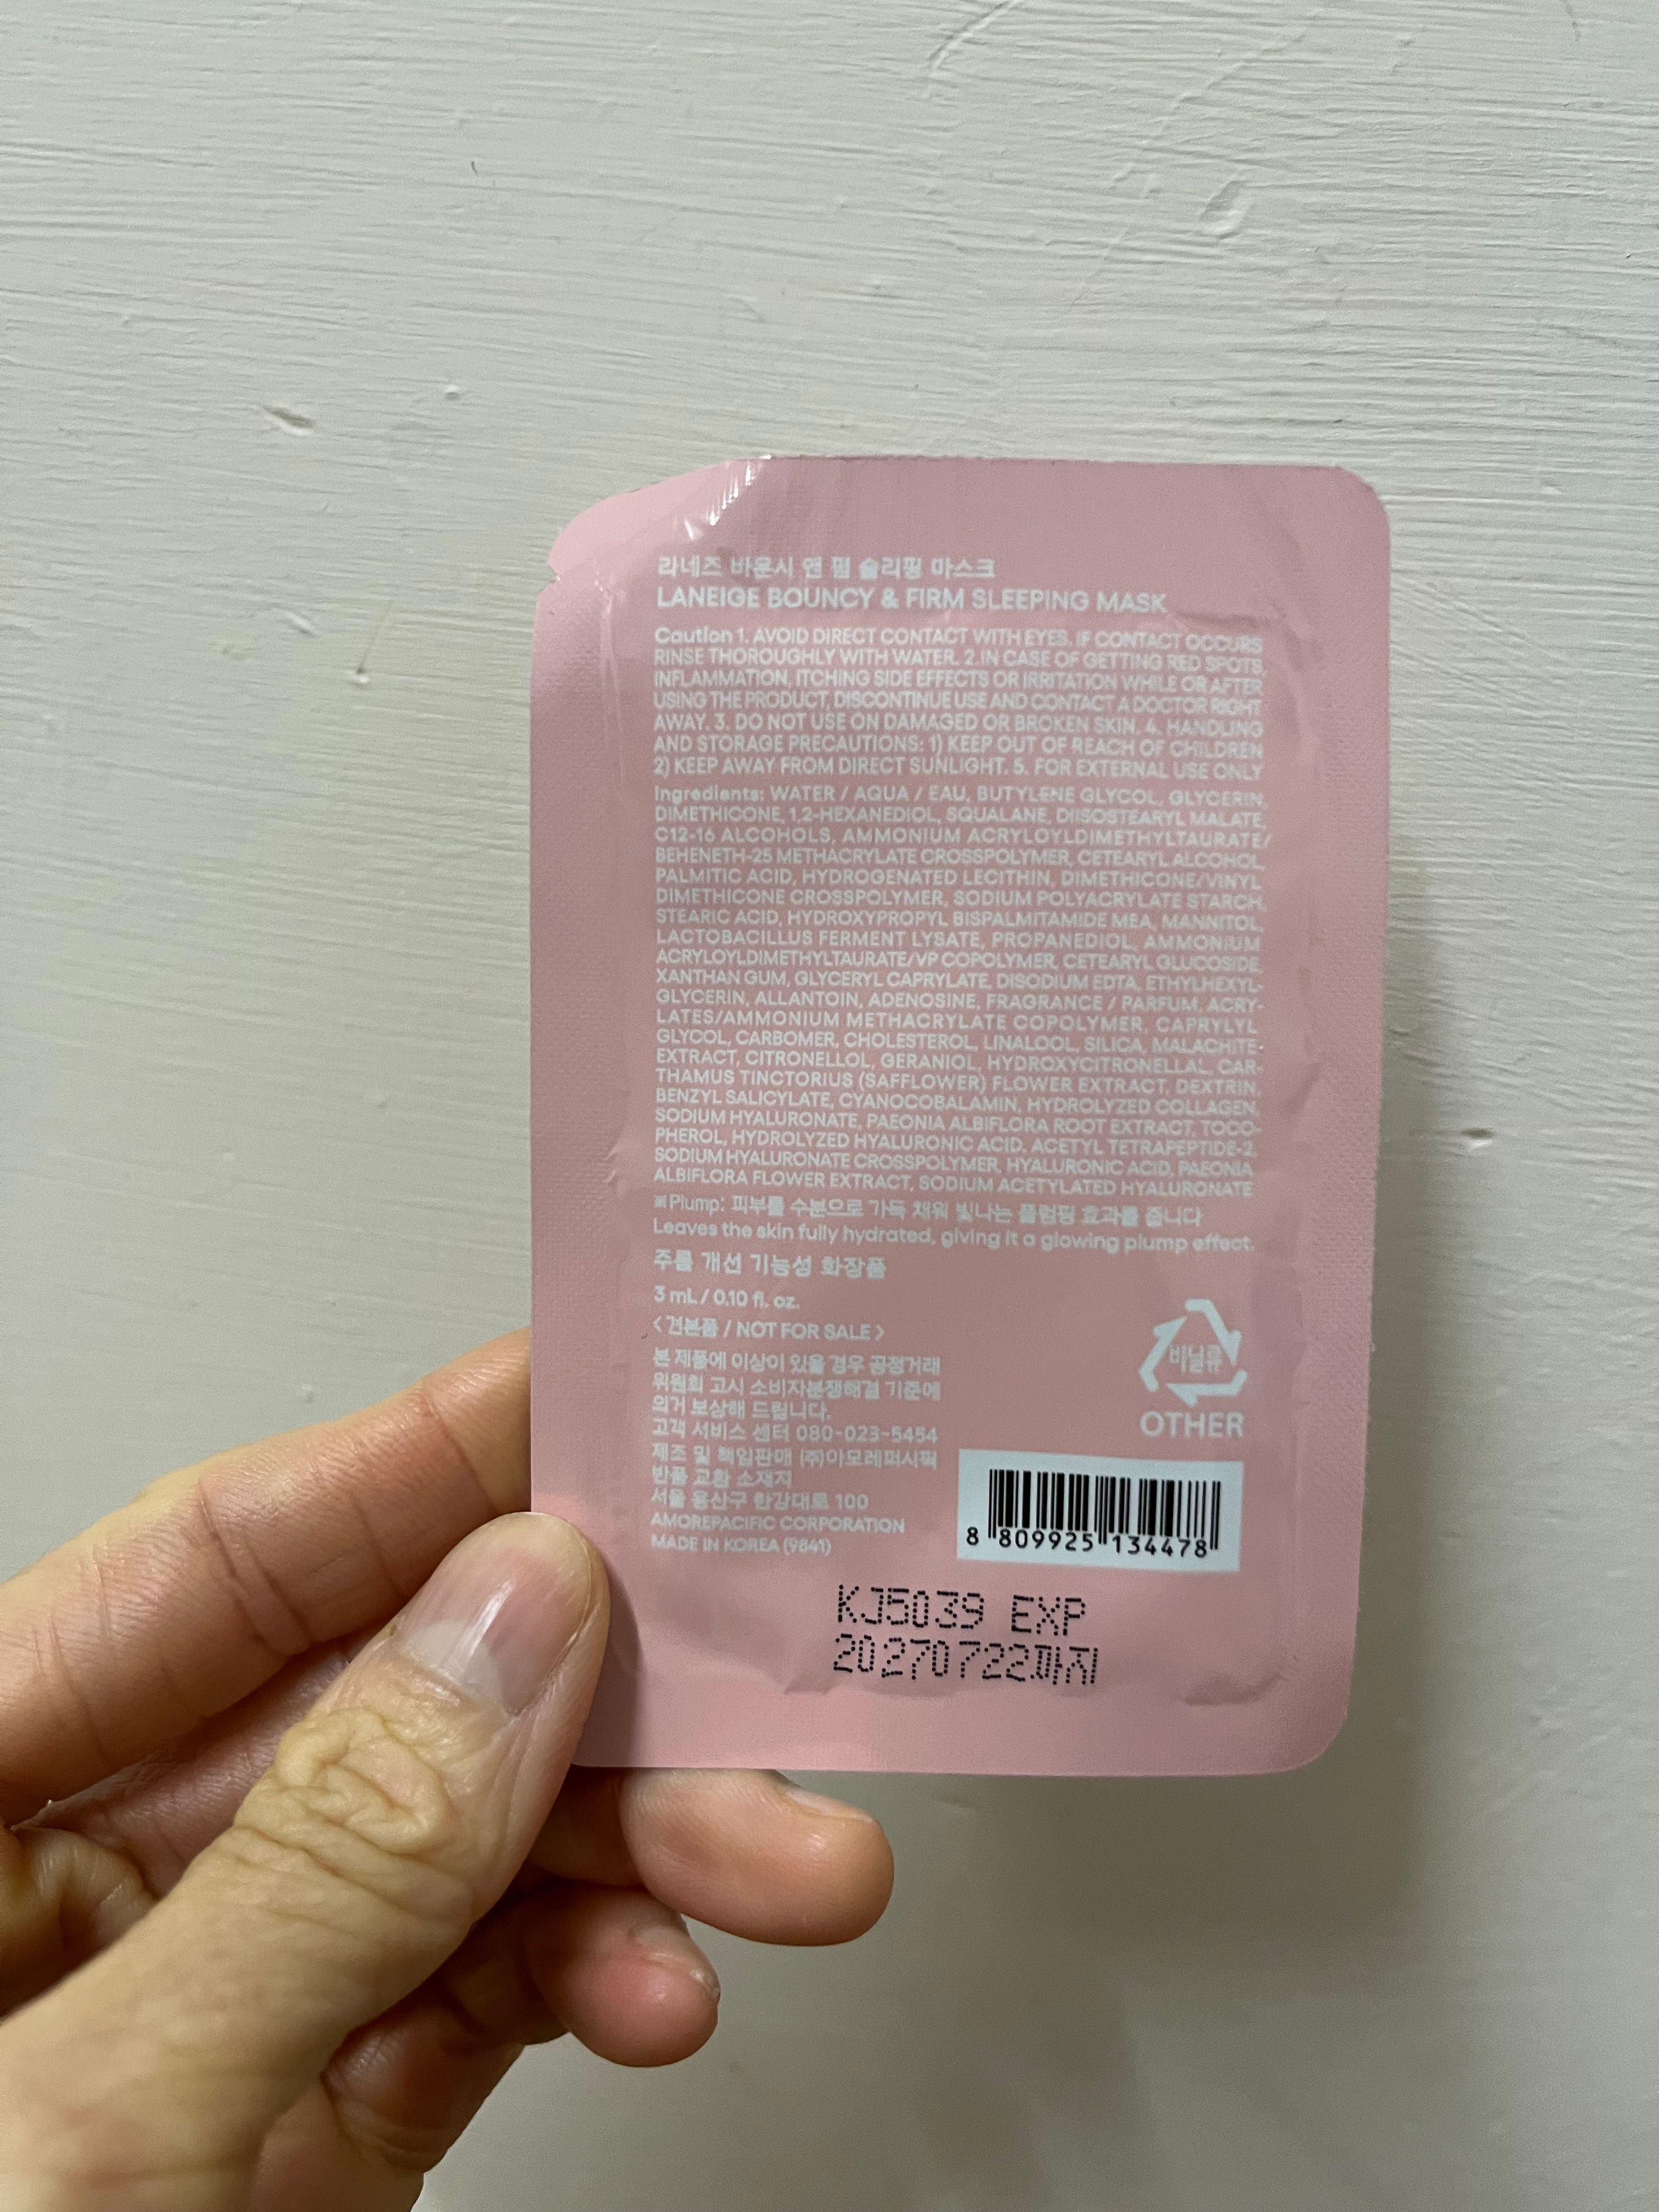 라네즈 바운시 앤 펌 슬리핑 마스크
LANEIGE BOUNCY & FIRM SLEEPING MASK
Caution 1. AVOID DIRECT CONTACT WITH EYES. IF CONTACT OCCURS
RINSE THOROUGHLY WITH WATER. 2.IN CASE OF GETTING RED SPOTS,
INFLAMMATION, ITCHING SIDE EFFECTS OR IRRITATION WHILE OR AFTER
USING THE PRODUCT, DISCONTINUE USE AND CONTACT A DOCTOR RIGHT
AWAY. 3. DO NOT USE ON DAMAGED OR BROKEN SKIN. 4. HANDLING
AND STORAGE PRECAUTIONS: 1) KEEP OUT OF REACH OF CHILDREN
2) KEEP AWAY FROM DIRECT SUNLIGHT. 5. FOR EXTERNAL USE ONLY
Ingredients: WATER / AQUA / EAU, BUTYLENE GLYCOL, GLYCERIN,
DIMETHICONE, 1,2-HEXANEDIOL, SQUALANE, DIISOSTEARYL MALATE,
C12-16 ALCOHOLS, AMMONIUM ACRYLOYLDIMETHYLTAURATE/
BEHENETH-25 METHACRYLATE CROSSPOLYMER, CETEARYL ALCOHOL,
PALMITIC ACID, HYDROGENATED LECITHIN, DIMETHICONE/VINYL
DIMETHICONE CROSSPOLYMER, SODIUM POLYACRYLATE STARCH,
STEARIC ACID, HYDROXYPROPYL BISPALMITAMIDE MEA, MANNITOL,
LACTOBACILLUS FERMENT LYSATE, PROPANEDIOL, AMMONIUM
ACRYLOYLDIMETHYLTAURATE/VP COPOLYMER, CETEARYL GLUCOSIDE,
XANTHAN GUM, GLYCERYL CAPRYLATE, DISODIUM EDTA, ETHYLHEXYL-
GLYCERIN, ALLANTOIN, ADENOSINE, FRAGRANCE / PARFUM, ACRY-
LATES/AMMONIUM METHACRYLATE COPOLYMER, CAPRYLYL
GLYCOL, CARBOMER, CHOLESTEROL, LINALOOL, SILICA, MALACHITE
EXTRACT, CITRONELLOL, GERANIOL, HYDROXYCITRONELLAL, CAR-
THAMUS TINCTORIUS (SAFFLOWER) FLOWER EXTRACT, DEXTRIN,
BENZYL SALICYLATE, CYANOCOBALAMIN, HYDROLYZED COLLAGEN,
SODIUM HYALURONATE, PAEONIA ALBIFLORA ROOT EXTRACT, TOCO-
PHEROL, HYDROLYZED HYALURONIC ACID, ACETYL TETRAPEPTIDE-2,
SODIUM HYALURONATE CROSSPOLYMER, HYALURONIC ACID, PAEONIA
ALBIFLORA FLOWER EXTRACT, SODIUM ACETYLATED HYALURONATE
※Plump: 피부를 수분으로 가득 채워 빛나는 플럼핑 효과를 줍니다
Leaves the skin fully hydrated, giving it a glowing plump effect.
주름 개선 기능성 화장품
3 mL / 0.10 fl. oz.
<견본품 / NOT FOR SALE>
본 제품에 이상이 있을 경우 공정거래
위원회 고시 소비자분쟁해결 기준에
의거 보상해 드립니다.
고객 서비스 센터 080-023-5454
제조 및 책임판매 (주)아모레퍼시픽
반품 교환 소재지
서울 용산구 한강대로 100
AMOREPACIFIC CORPORATION
MADE IN KOREA (9841)
비닐류
OTHER
8 809925 134478
KJ5039 EXP
20270722까지